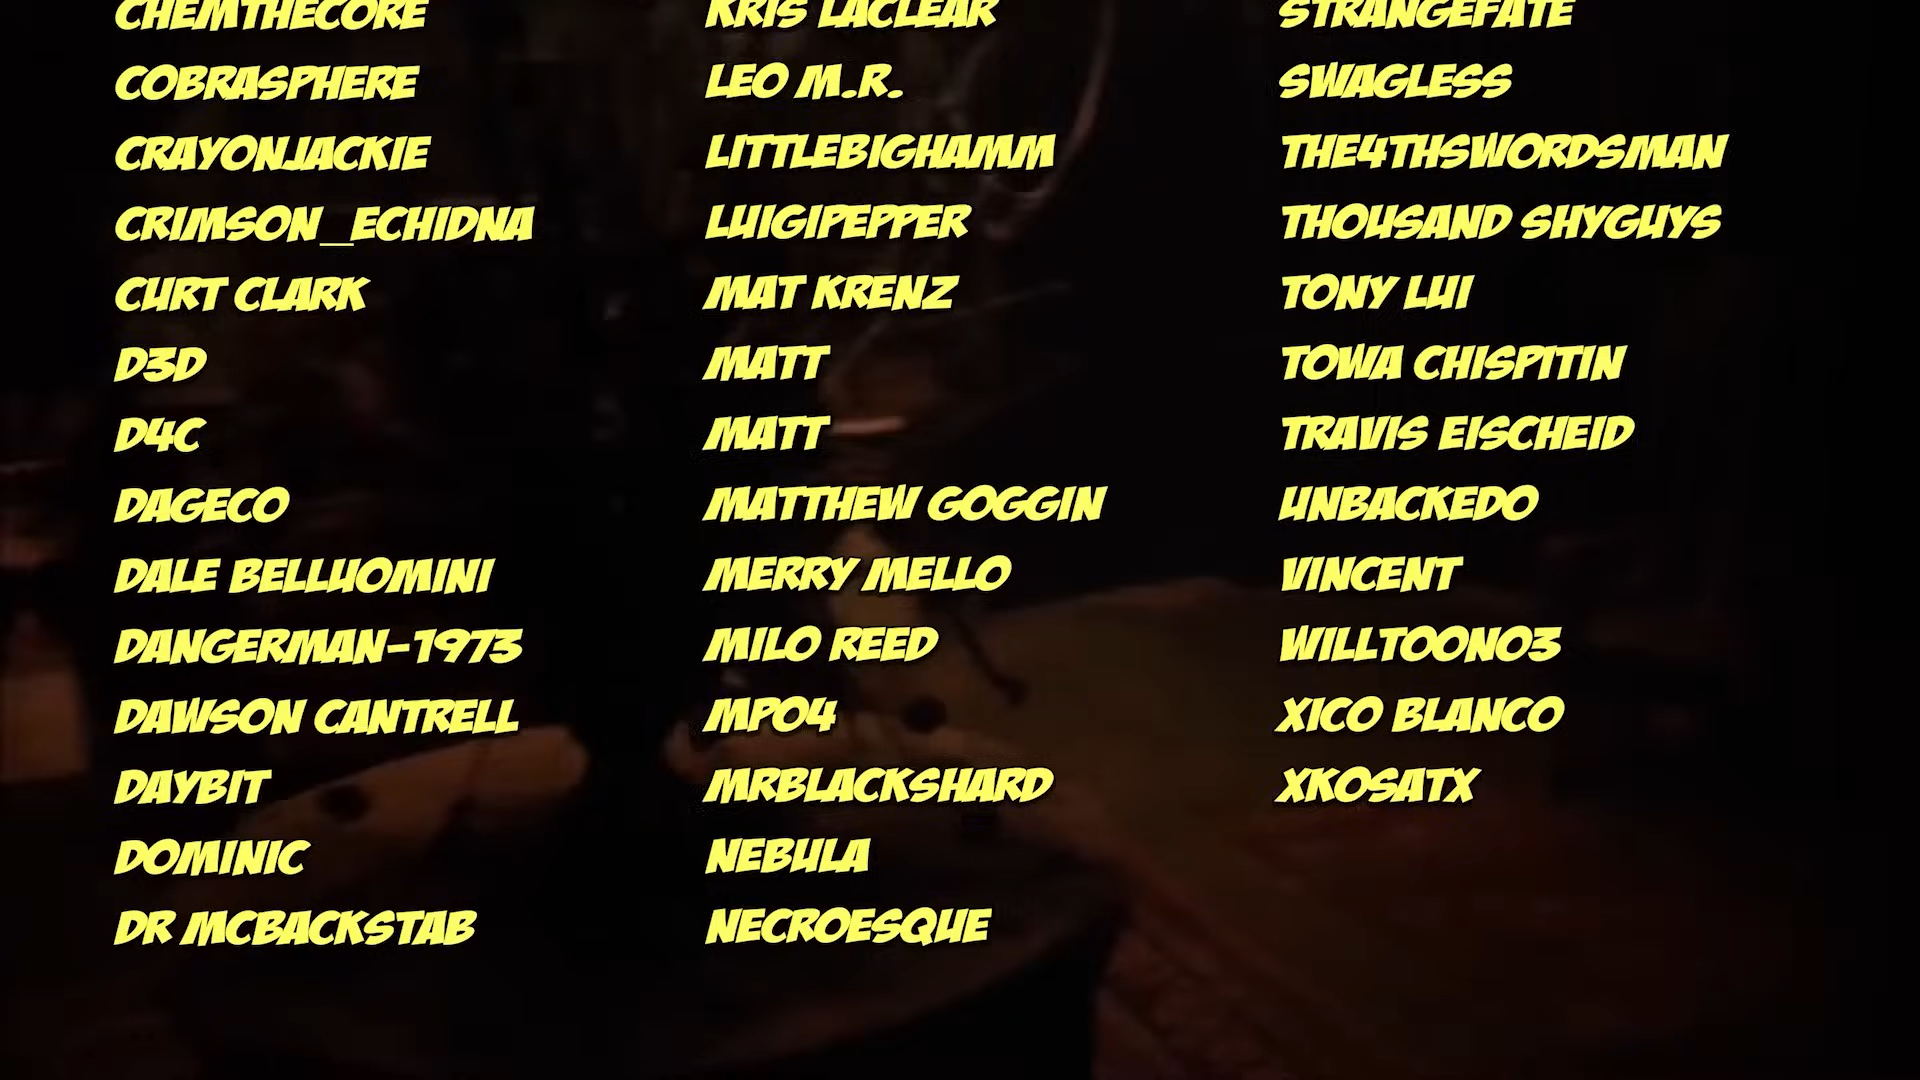 CHEMTHECORE
COBRASPHERE
CRAYONJACKIE
CRIMSON_ECHIDNA
CURT CLARK
D3D
D4C
DAGECO
DALE BELLUOMINI
DANGERMAN-1973
DAWSON CANTRELL
DAYBIT
DOMINIC
DR MCBACKSTAB
KRIS LACLEAR
LEO M.R.
LITTLEBIGHAMM
LUIGIPEPPER
MAT KRENZ
MATT
MATT
MATTHEW GOGGIN
MERRY MELLO
MILO REED
MPO4
MRBLACKSHARD
NEBULA
NECROESQUE
STRANGEFATE
SWAGLESS
THE4THSWORDSMAN
THOUSAND SHYGUYS
TONY LUI
TOWA CHISPITIN
TRAVIS EISCHEID
UNBACKEDO
VINCENT
WILLTOONO3
XICO BLANCO
XKOSATX